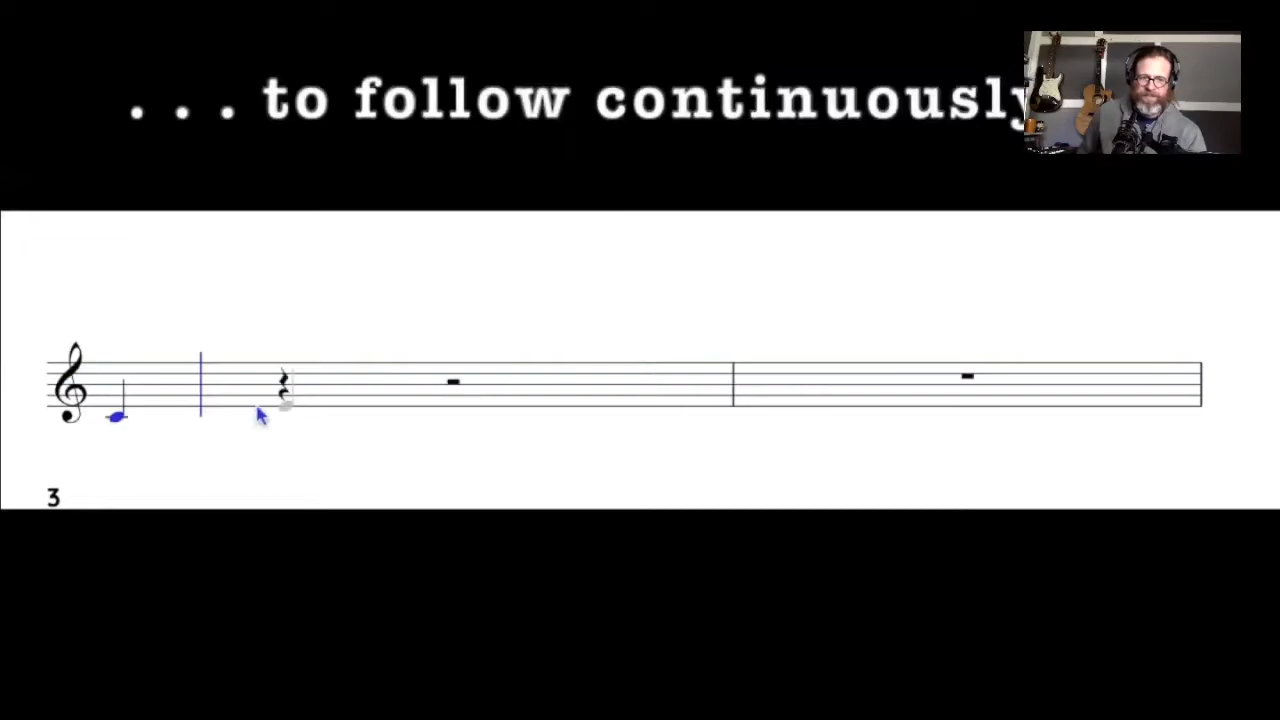 . . . to follow continuously
3